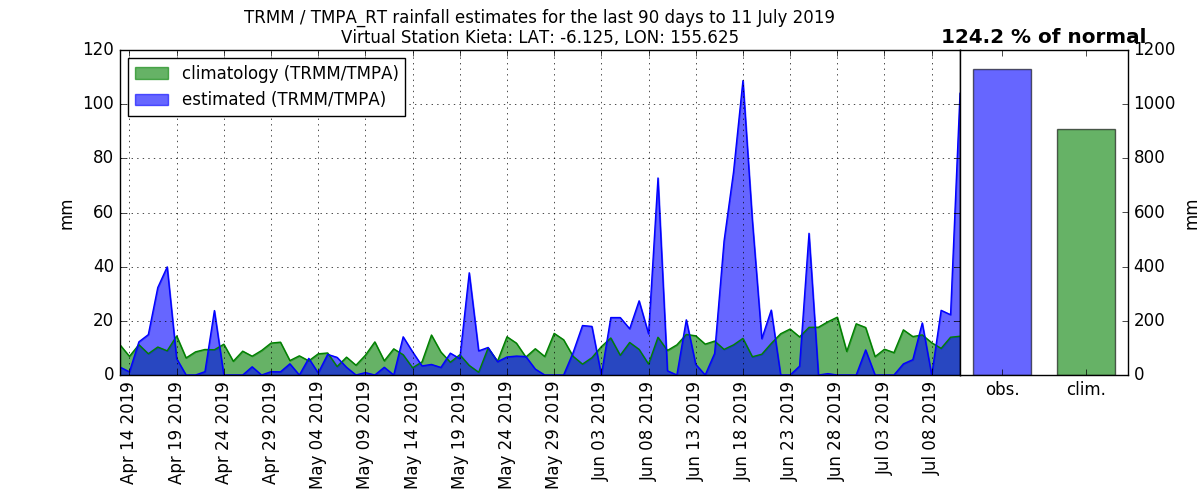 TRMM / TMPA_RT rainfall estimates for the last 90 days to 11 July 2019
Virtual Station Kieta: LAT: -6.125, LON: 155.625
124.2 % of normal
climatology (TRMM/TMPA)
estimated (TRMM/TMPA)
mm
120
100
80
60
40
20
0
Apr 14 2019
Apr 19 2019
Apr 24 2019
Apr 29 2019
May 04 2019
May 09 2019
May 14 2019
May 19 2019
May 24 2019
May 29 2019
Jun 03 2019
Jun 08 2019
Jun 13 2019
Jun 18 2019
Jun 23 2019
Jun 28 2019
Jul 03 2019
Jul 08 2019
obs.
clim.
1200
1000
800
600
400
200
0
mm